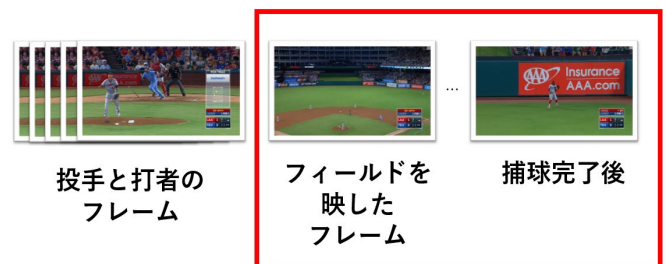 投手と打者の
フレーム
フィールドを
映した
フレーム
…
捕球完了後
AAA
Insurance
AAA.com